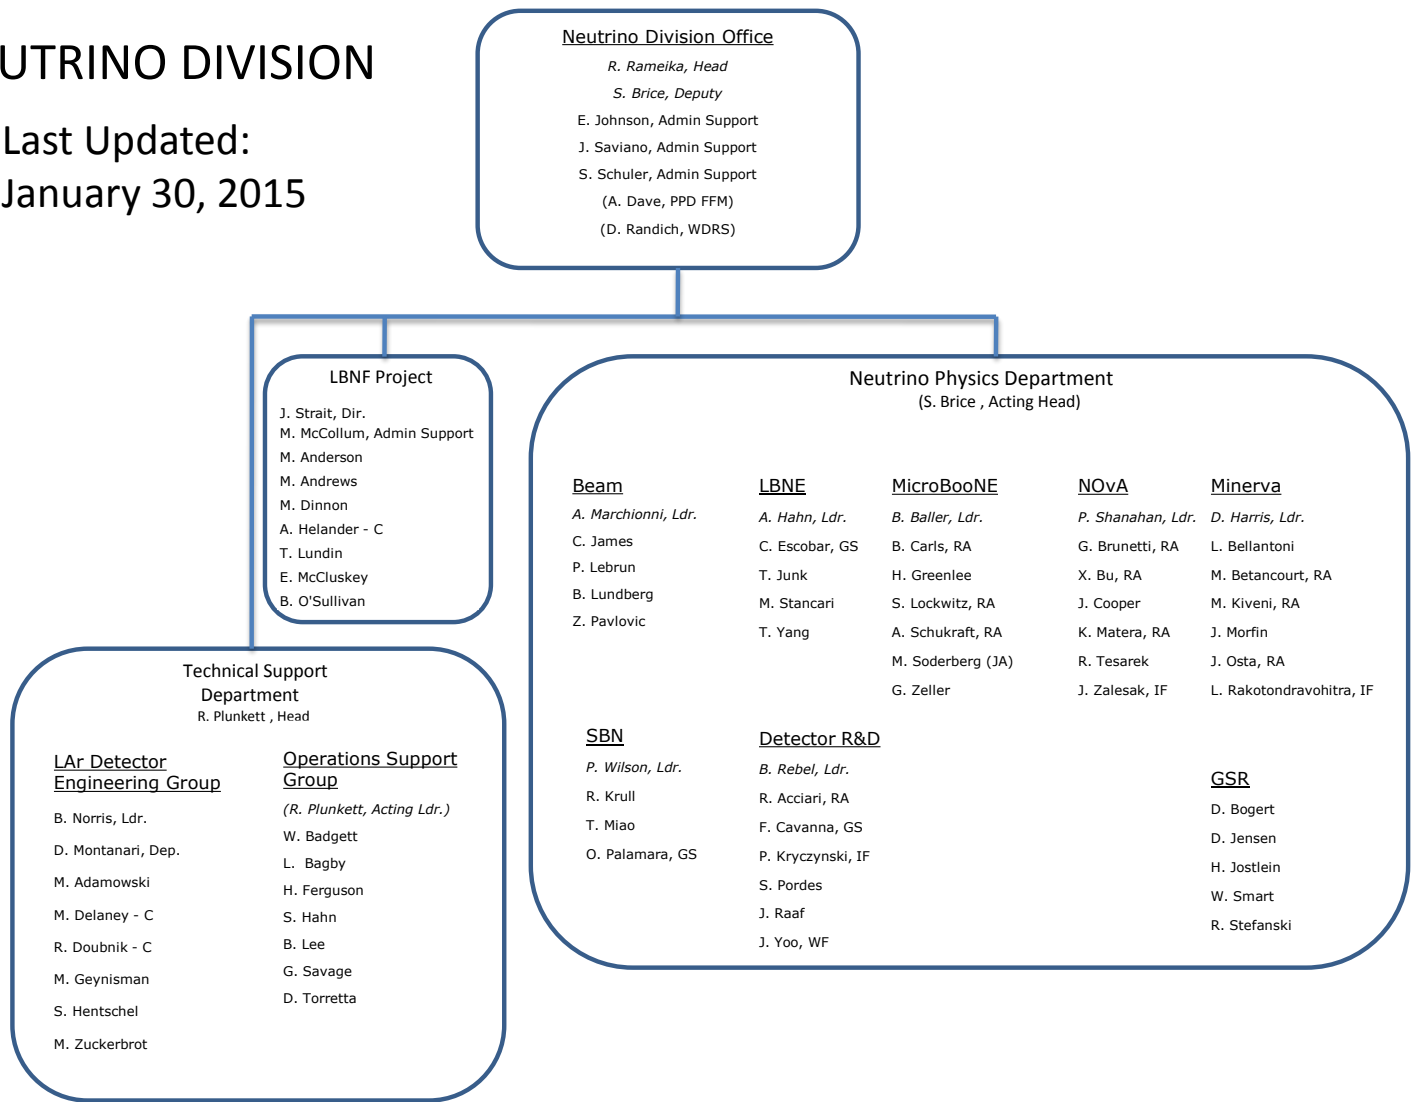 UTRINO DIVISION
Last Updated:
January 30, 2015
Neutrino Division Office
R. Rameika, Head
S. Brice, Deputy
E. Johnson, Admin Support
J. Saviano, Admin Support
S. Schuler, Admin Support
(A. Dave, PPD FFM)
(D. Randich, WDRS)
LBNF Project
J. Strait, Dir.
M. McCollum, Admin Support
M. Anderson
M. Andrews
M. Dinnon
A. Helander - C
T. Lundin
E. McCluskey
B. O'Sullivan
Neutrino Physics Department
(S. Brice , Acting Head)
Beam
A. Marchionni, Ldr.
C. James
P. Lebrun
B. Lundberg
Z. Pavlovic
LBNE
A. Hahn, Ldr.
C. Escobar, GS
T. Junk
M. Stancari
T. Yang
MicroBooNE
B. Baller, Ldr.
B. Carls, RA
H. Greenlee
S. Lockwitz, RA
A. Schukraft, RA
M. Soderberg (JA)
G. Zeller
NOvA
P. Shanahan, Ldr.
G. Brunetti, RA
X. Bu, RA
J. Cooper
K. Matera, RA
R. Tesarek
J. Zalesak, IF
Minerva
D. Harris, Ldr.
L. Bellantoni
M. Betancourt, RA
M. Kiveni, RA
J. Morfin
J. Osta, RA
L. Rakotondravohitra, IF
SBN
P. Wilson, Ldr.
R. Krull
T. Miao
O. Palamara, GS
Detector R&D
B. Rebel, Ldr.
R. Acciari, RA
F. Cavanna, GS
P. Kryczynski, IF
S. Pordes
J. Raaf
J. Yoo, WF
GSR
D. Bogert
D. Jensen
H. Jostlein
W. Smart
R. Stefanski
Technical Support
Department
R. Plunkett , Head
LAr Detector
Engineering Group
B. Norris, Ldr.
D. Montanari, Dep.
M. Adamowski
M. Delaney - C
R. Doubnik - C
M. Geynisman
S. Hentschel
M. Zuckerbrot
Operations Support
Group
(R. Plunkett, Acting Ldr.)
W. Badgett
L. Bagby
H. Ferguson
S. Hahn
B. Lee
G. Savage
D. Torretta